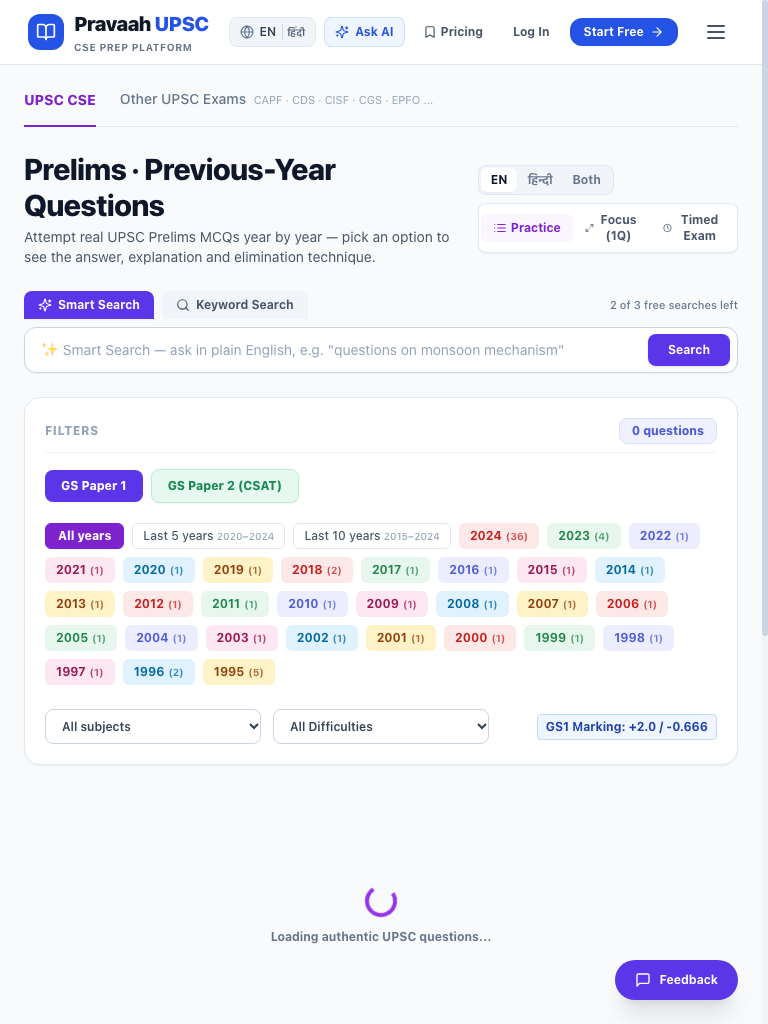 Pravaah UPSC
CSE PREP PLATFORM
EN हिंदी
Ask AI
Pricing
Log In
Start Free →
UPSC CSE
Other UPSC Exams CAPF · CDS · CISF · CGS · EPFO ...
Prelims · Previous-Year
Questions
Attempt real UPSC Prelims MCQs year by year — pick an option to
see the answer, explanation and elimination technique.
EN हिन्दी Both
Practice
Focus
(1Q)
Timed
Exam
Smart Search
Keyword Search
2 of 3 free searches left
✨ Smart Search — ask in plain English, e.g. "questions on monsoon mechanism"
Search
FILTERS
0 questions
GS Paper 1
GS Paper 2 (CSAT)
All years Last 5 years 2020–2024 Last 10 years 2015–2024 2024 (36) 2023 (4) 2022 (1)
2021 (1) 2020 (1) 2019 (1) 2018 (2) 2017 (1) 2016 (1) 2015 (1) 2014 (1)
2013 (1) 2012 (1) 2011 (1) 2010 (1) 2009 (1) 2008 (1) 2007 (1) 2006 (1)
2005 (1) 2004 (1) 2003 (1) 2002 (1) 2001 (1) 2000 (1) 1999 (1) 1998 (1)
1997 (1) 1996 (2) 1995 (5)
All subjects
All Difficulties
GS1 Marking: +2.0 / -0.666
Loading authentic UPSC questions...
Feedback